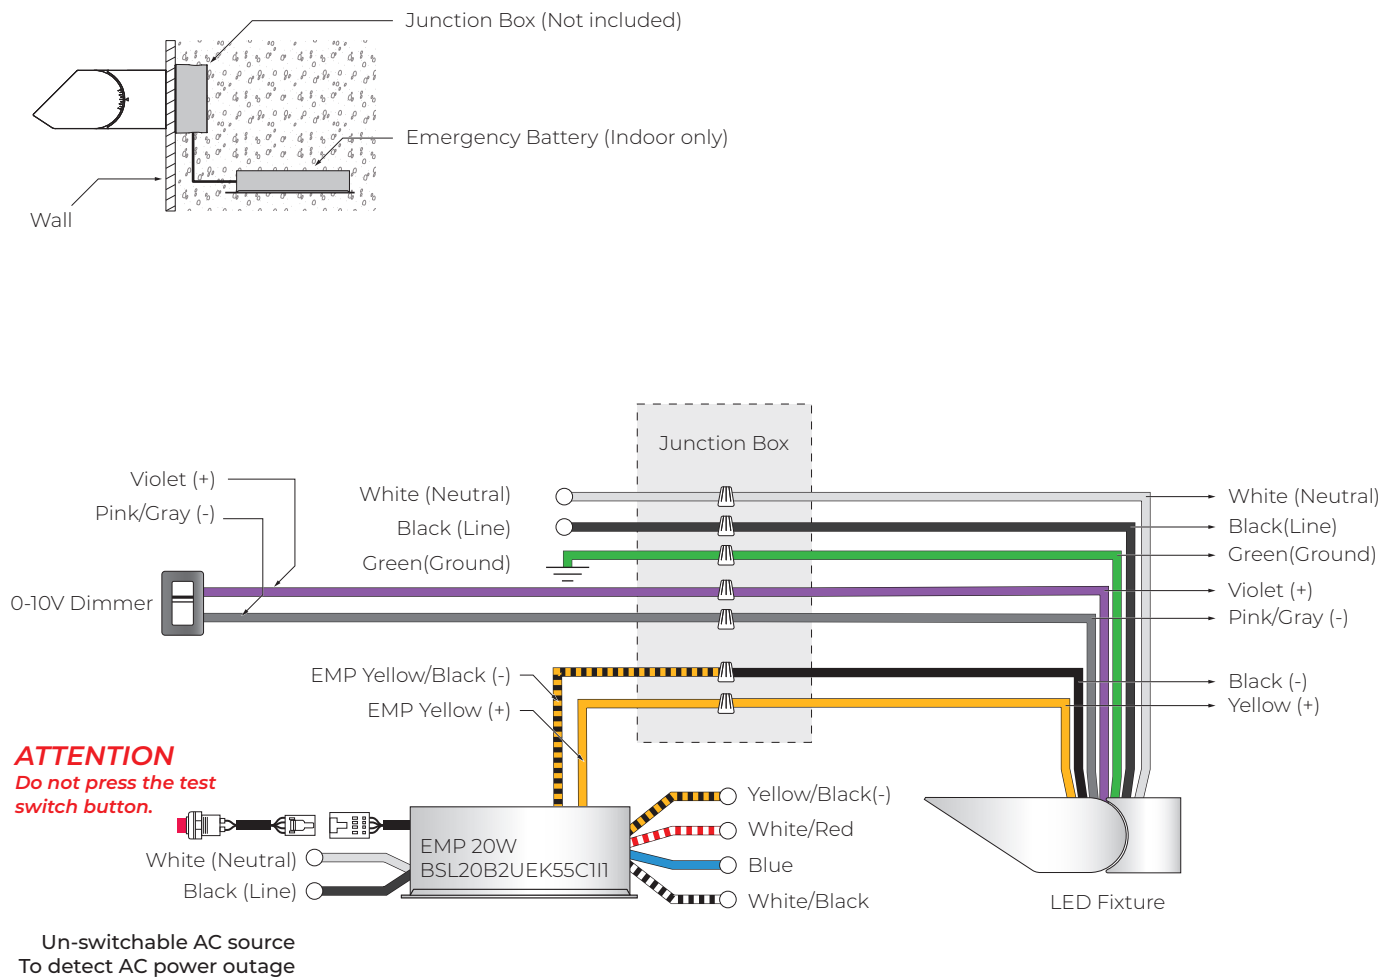 Junction Box (Not included)
Emergency Battery (Indoor only)
Wall
Junction Box
Violet (+)
Pink/Gray (-)
White (Neutral)
Black (Line)
Green(Ground)
0-10V Dimmer
White (Neutral)
Black(Line)
Green(Ground)
Violet (+)
Pink/Gray (-)
EMP Yellow/Black (-)
EMP Yellow (+)
Black (-)
Yellow (+)
ATTENTION
Do not press the test
switch button.
White (Neutral)
Black (Line)
EMP 20W
BSL20B2UEK55C1I1
Yellow/Black(-)
White/Red
Blue
White/Black
LED Fixture
Un-switchable AC source
To detect AC power outage